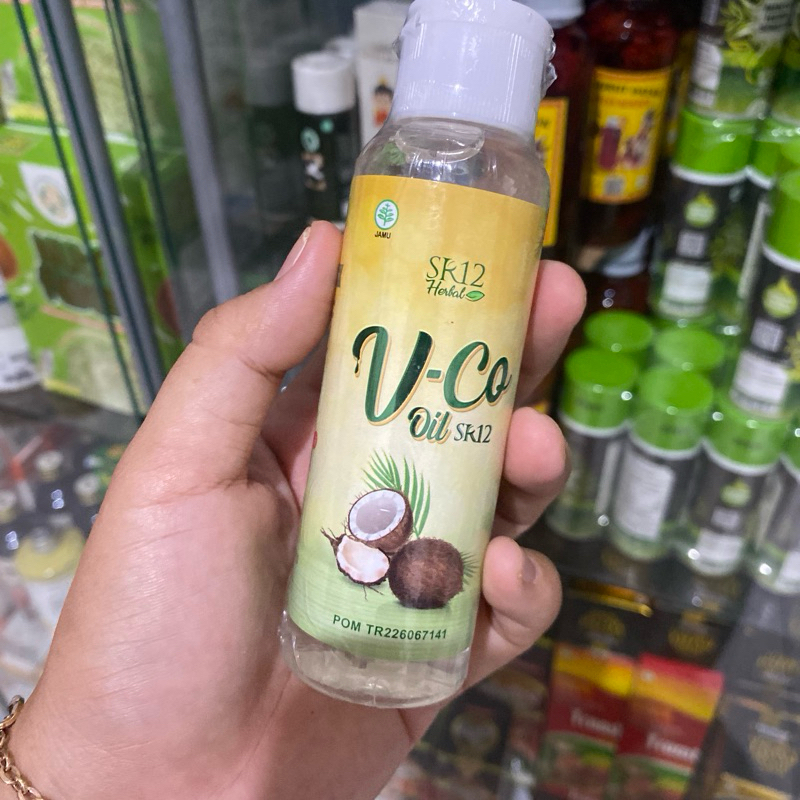 JAMU
SR12
Herbal
V-Co
Oil SR12
POM TR226067141